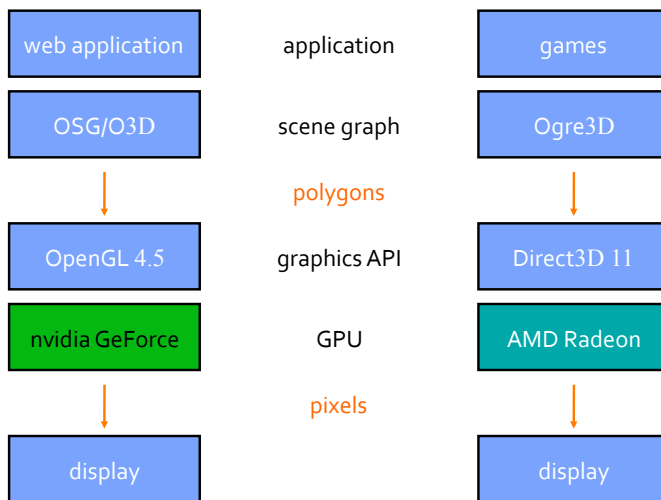 web application application games
OSG/O3D scene graph Ogre3D
polygons
OpenGL 4.5 graphics API Direct3D 11
nvidia GeForce GPU AMD Radeon
pixels
display display